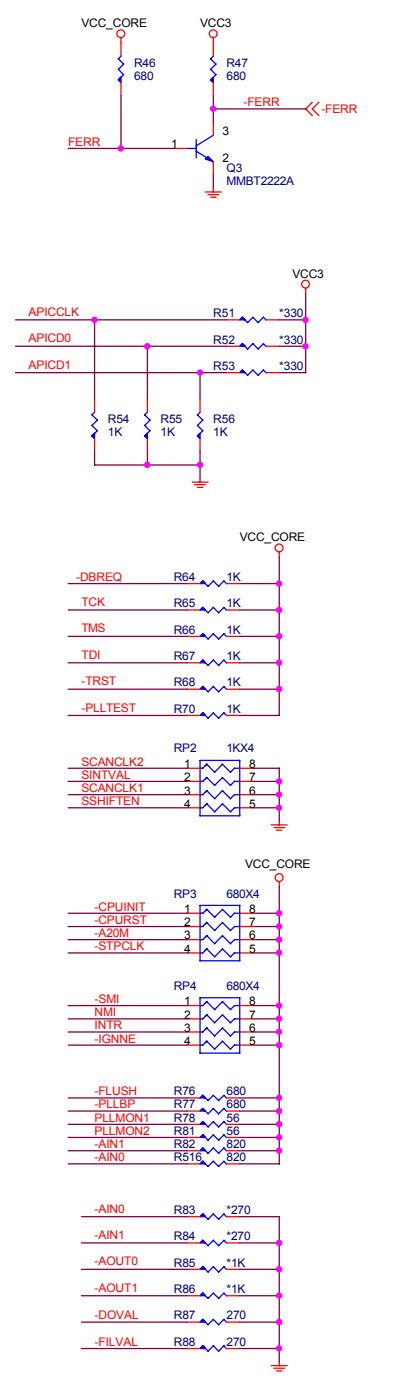 VCC_CORE VCC3
R46 R47
680 680
-FERR -FERR
3
FERR 1
2
Q3
MMBT2222A
VCC3
APICCLK R51 *330
APICD0 R52 *330
APICD1 R53 *330
R54 R55 R56
1K 1K 1K
VCC_CORE
-DBREQ R64 1K
TCK R65 1K
TMS R66 1K
TDI R67 1K
-TRST R68 1K
-PLLTEST R70 1K
RP2 1KX4
SCANCLK2 1 8
SINTVAL 2 7
SCANCLK1 3 6
SSHIFTEN 4 5
VCC_CORE
RP3 680X4
-CPUINIT 1 8
-CPURST 2 7
-A20M 3 6
-STPCLK 4 5
RP4 680X4
-SMI 1 8
NMI 2 7
INTR 3 6
-IGNNE 4 5
-FLUSH R76 680
-PLLBP R77 680
PLLMON1 R78 56
PLLMON2 R81 56
-AIN1 R82 820
-AIN0 R516 820
-AIN0 R83 *270
-AIN1 R84 *270
-AOUT0 R85 *1K
-AOUT1 R86 *1K
-DOVAL R87 270
-FILVAL R88 270